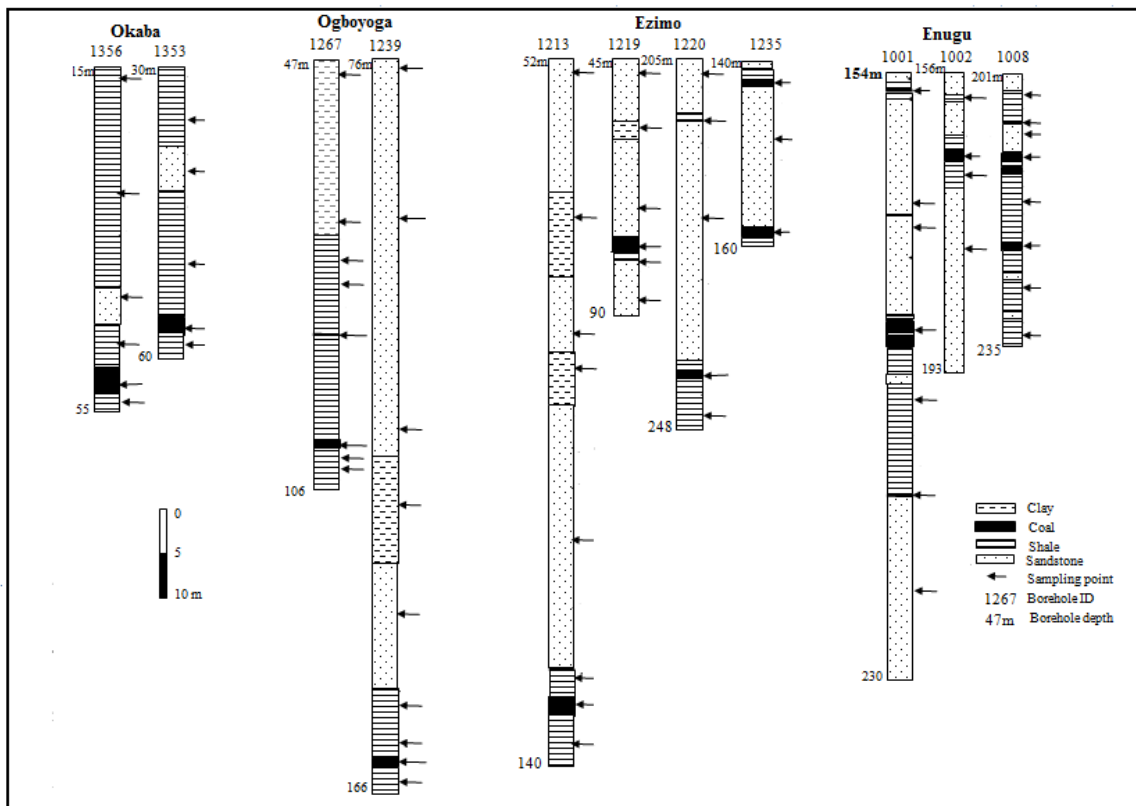 Okaba
Ogboyoga
Ezimo
Enugu
1356 1353
1267 1239
1213 1219 1220 1235
1001 1002 1008
15m 30m
47m 76m
52m 45m 205m 140m
154m 156m 201m
55
60
106
166
140
90
248
160
230
193
235
0
5
10 m
Clay
Coal
Shale
Sandstone
Sampling point
1267 Borehole ID
47m Borehole depth